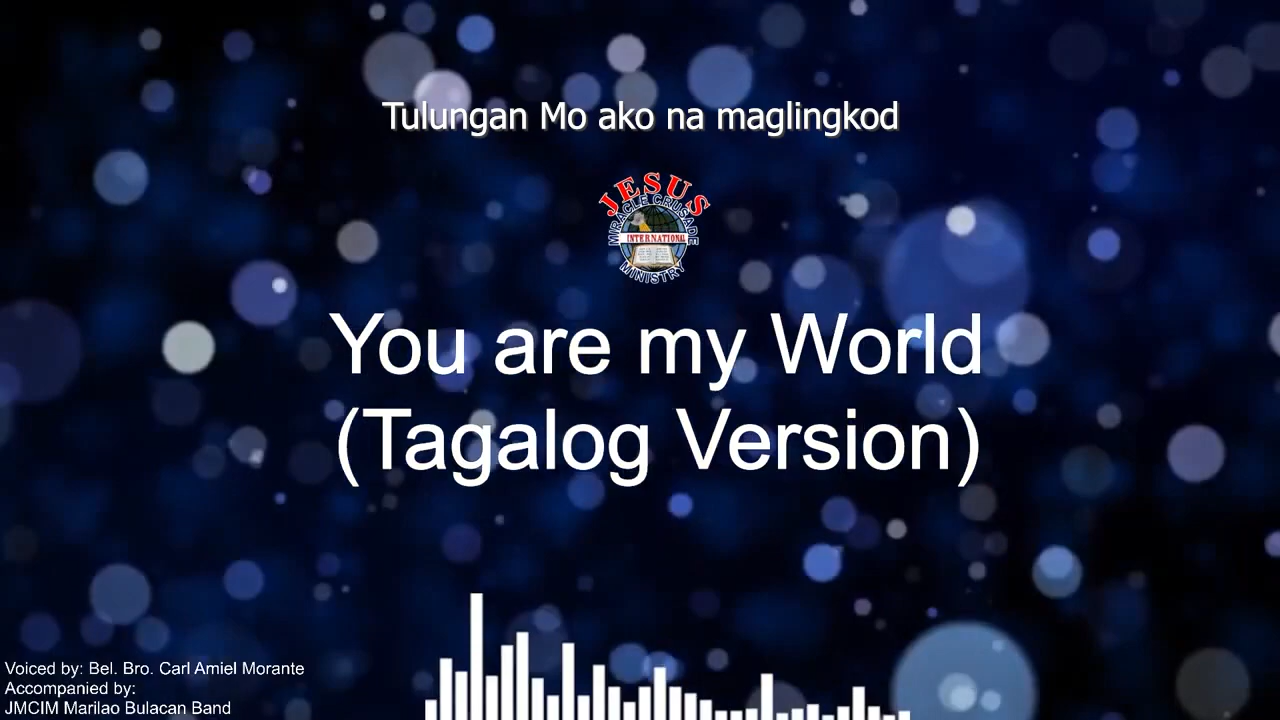 Tulungan Mo ako na maglingkod
JESUS
MIRACLE CRUSADE
INTERNATIONAL
MINISTRY
You are my World
(Tagalog Version)
Voiced by: Bel. Bro. Carl Amiel Morante
Accompanied by:
JMCIM Marilao Bulacan Band